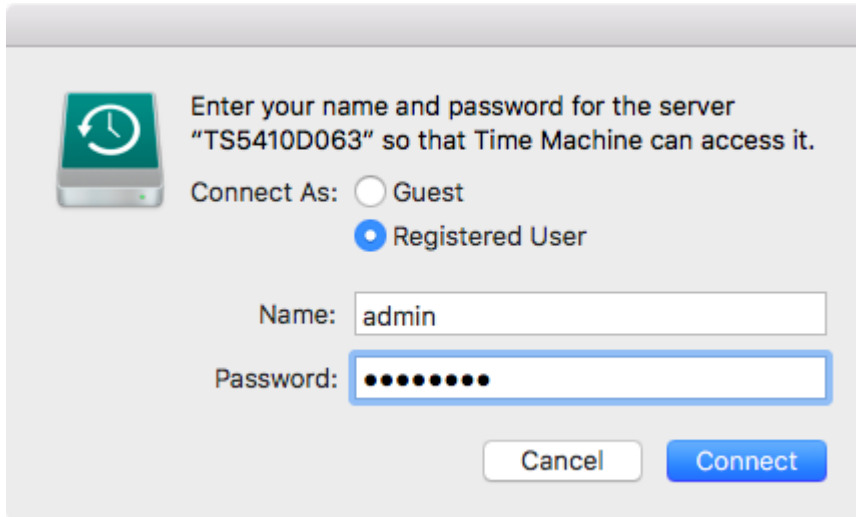 Enter your name and password for the server
“TS5410D063” so that Time Machine can access it.
Connect As: Guest
Registered User
Name: admin
Password: ••••••••
Cancel Connect